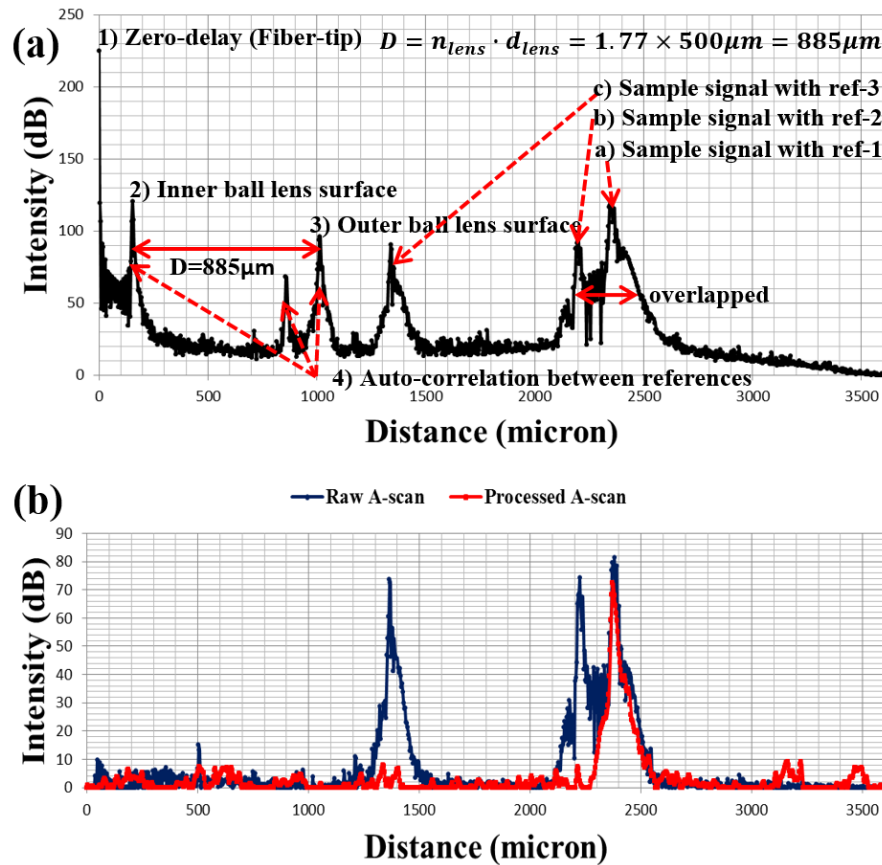 (a)
250
1) Zero-delay (Fiber-tip) D = n_lens · d_lens = 1.77 × 500μm = 885μm
200
c) Sample signal with ref-3
b) Sample signal with ref-2
a) Sample signal with ref-1
150
2) Inner ball lens surface
3) Outer ball lens surface
100
D=885μm
50
overlapped
0
4) Auto-correlation between references
0 500 1000 1500 2000 2500 3000 3500
Intensity (dB)
Distance (micron)
(b)
Raw A-scan Processed A-scan
90
80
70
60
50
40
30
20
10
0
0 500 1000 1500 2000 2500 3000 3500
Intensity (dB)
Distance (micron)